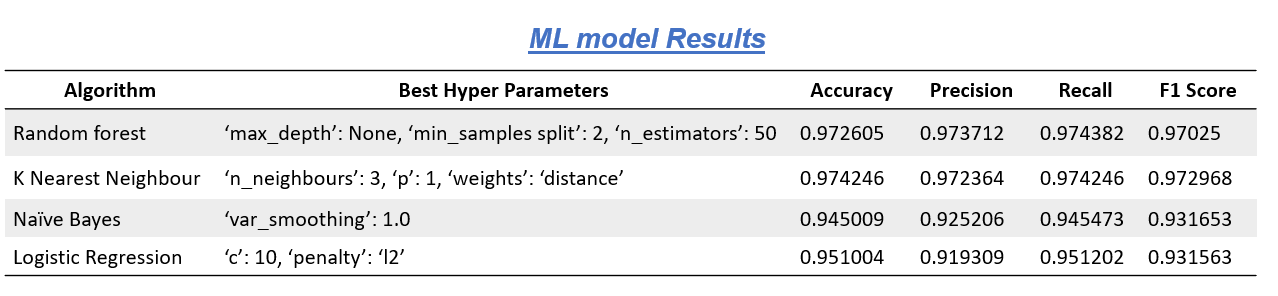 ML model Results
Algorithm Best Hyper Parameters Accuracy Precision Recall F1 Score
Random forest ‘max_depth’: None, ‘min_samples split’: 2, ‘n_estimators’: 50 0.972605 0.973712 0.974382 0.97025
K Nearest Neighbour ‘n_neighbours’: 3, ‘p’: 1, ‘weights’: ‘distance’ 0.974246 0.972364 0.974246 0.972968
Naïve Bayes ‘var_smoothing’: 1.0 0.945009 0.925206 0.945473 0.931653
Logistic Regression ‘c’: 10, ‘penalty’: ‘l2’ 0.951004 0.919309 0.951202 0.931563